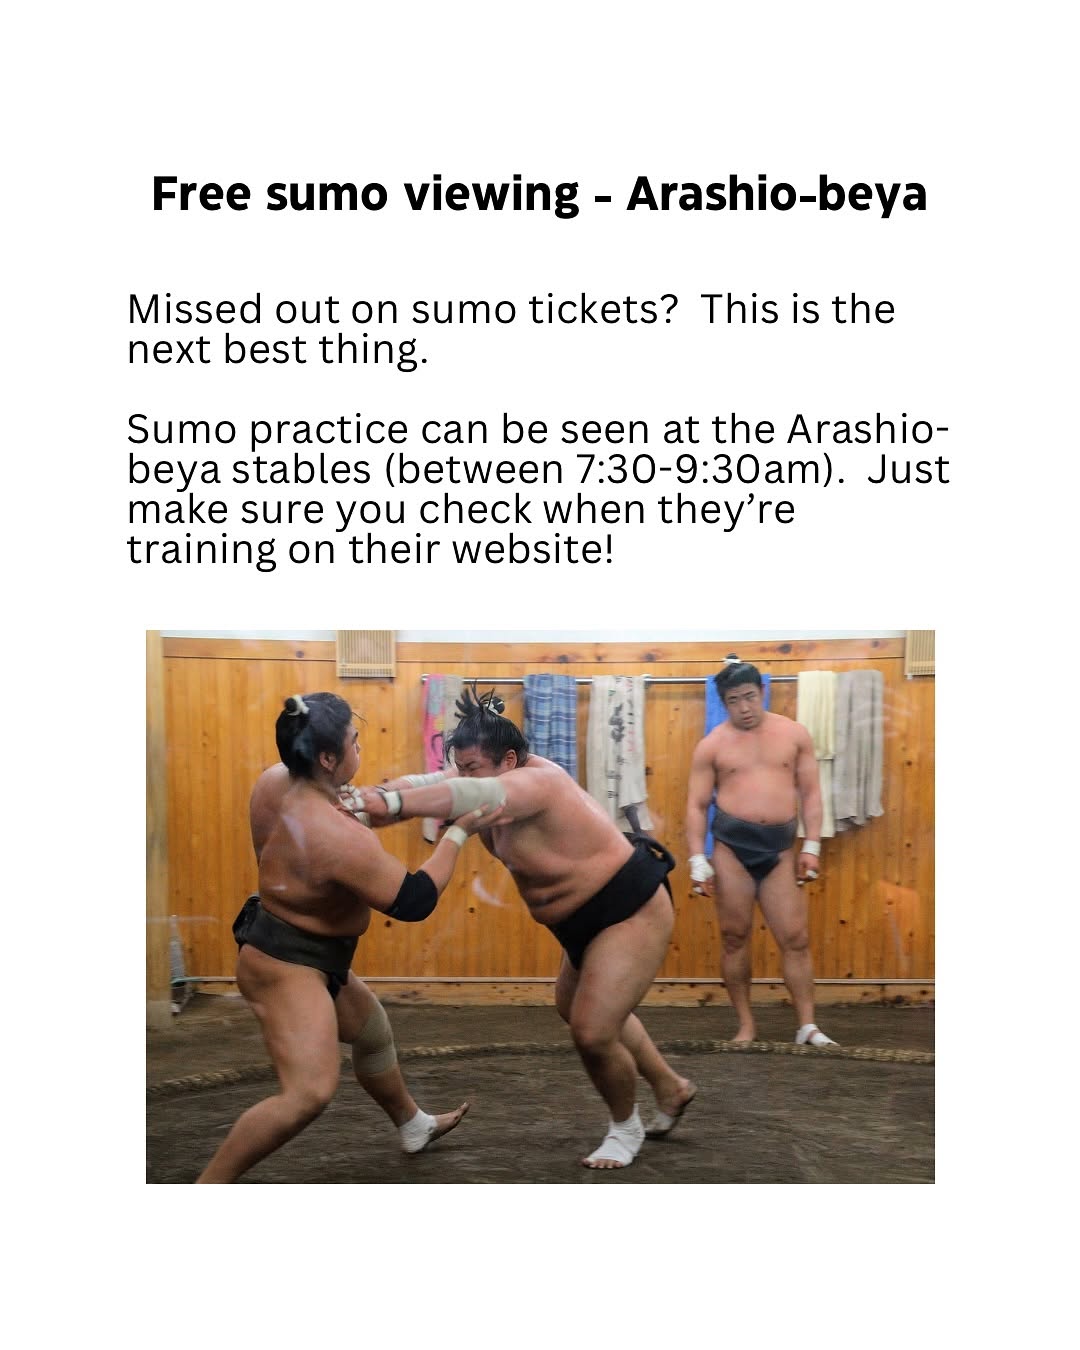 Free sumo viewing - Arashio-beya
Missed out on sumo tickets?  This is the
next best thing.
Sumo practice can be seen at the Arashio-
beya stables (between 7:30-9:30am).  Just
make sure you check when they’re
training on their website!